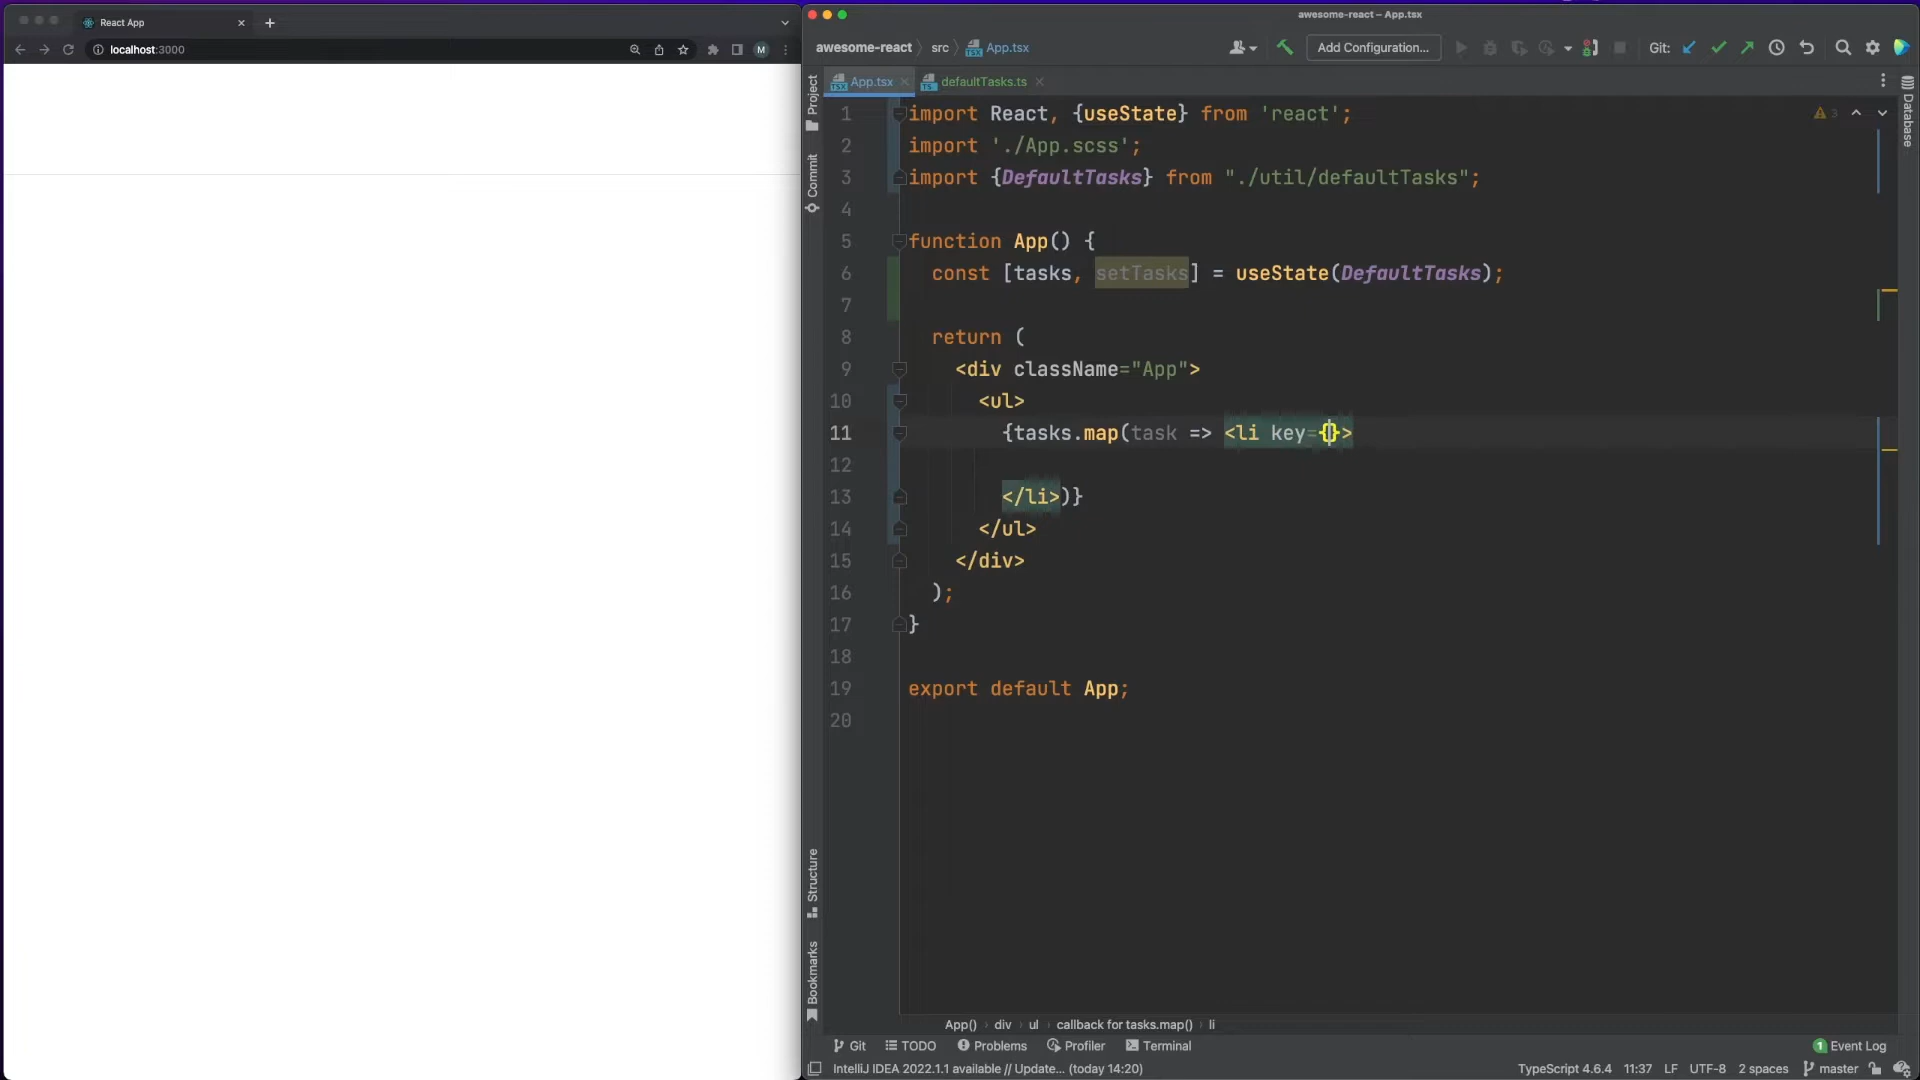 React App
localhost:3000
M
awesome-react – App.tsx
awesome-react src App.tsx
Add Configuration...
Git:
App.tsx defaultTasks.ts
Project
Commit
Structure
Bookmarks
Database
3
1 import React, {useState} from 'react';
2 import './App.scss';
3 import {DefaultTasks} from "./util/defaultTasks";
4
5 function App() {
6 const [tasks, setTasks] = useState(DefaultTasks);
7
8 return (
9 <div className="App">
10 <ul>
11 {tasks.map(task => <li key={}>
12
13 </li>)}
14 </ul>
15 </div>
16 );
17 }
18
19 export default App;
20
App() › div › ul › callback for tasks.map() › li
Git TODO Problems Profiler Terminal
1 Event Log
IntelliJ IDEA 2022.1.1 available // Update... (today 14:20)
TypeScript 4.6.4 11:37 LF UTF-8 2 spaces master